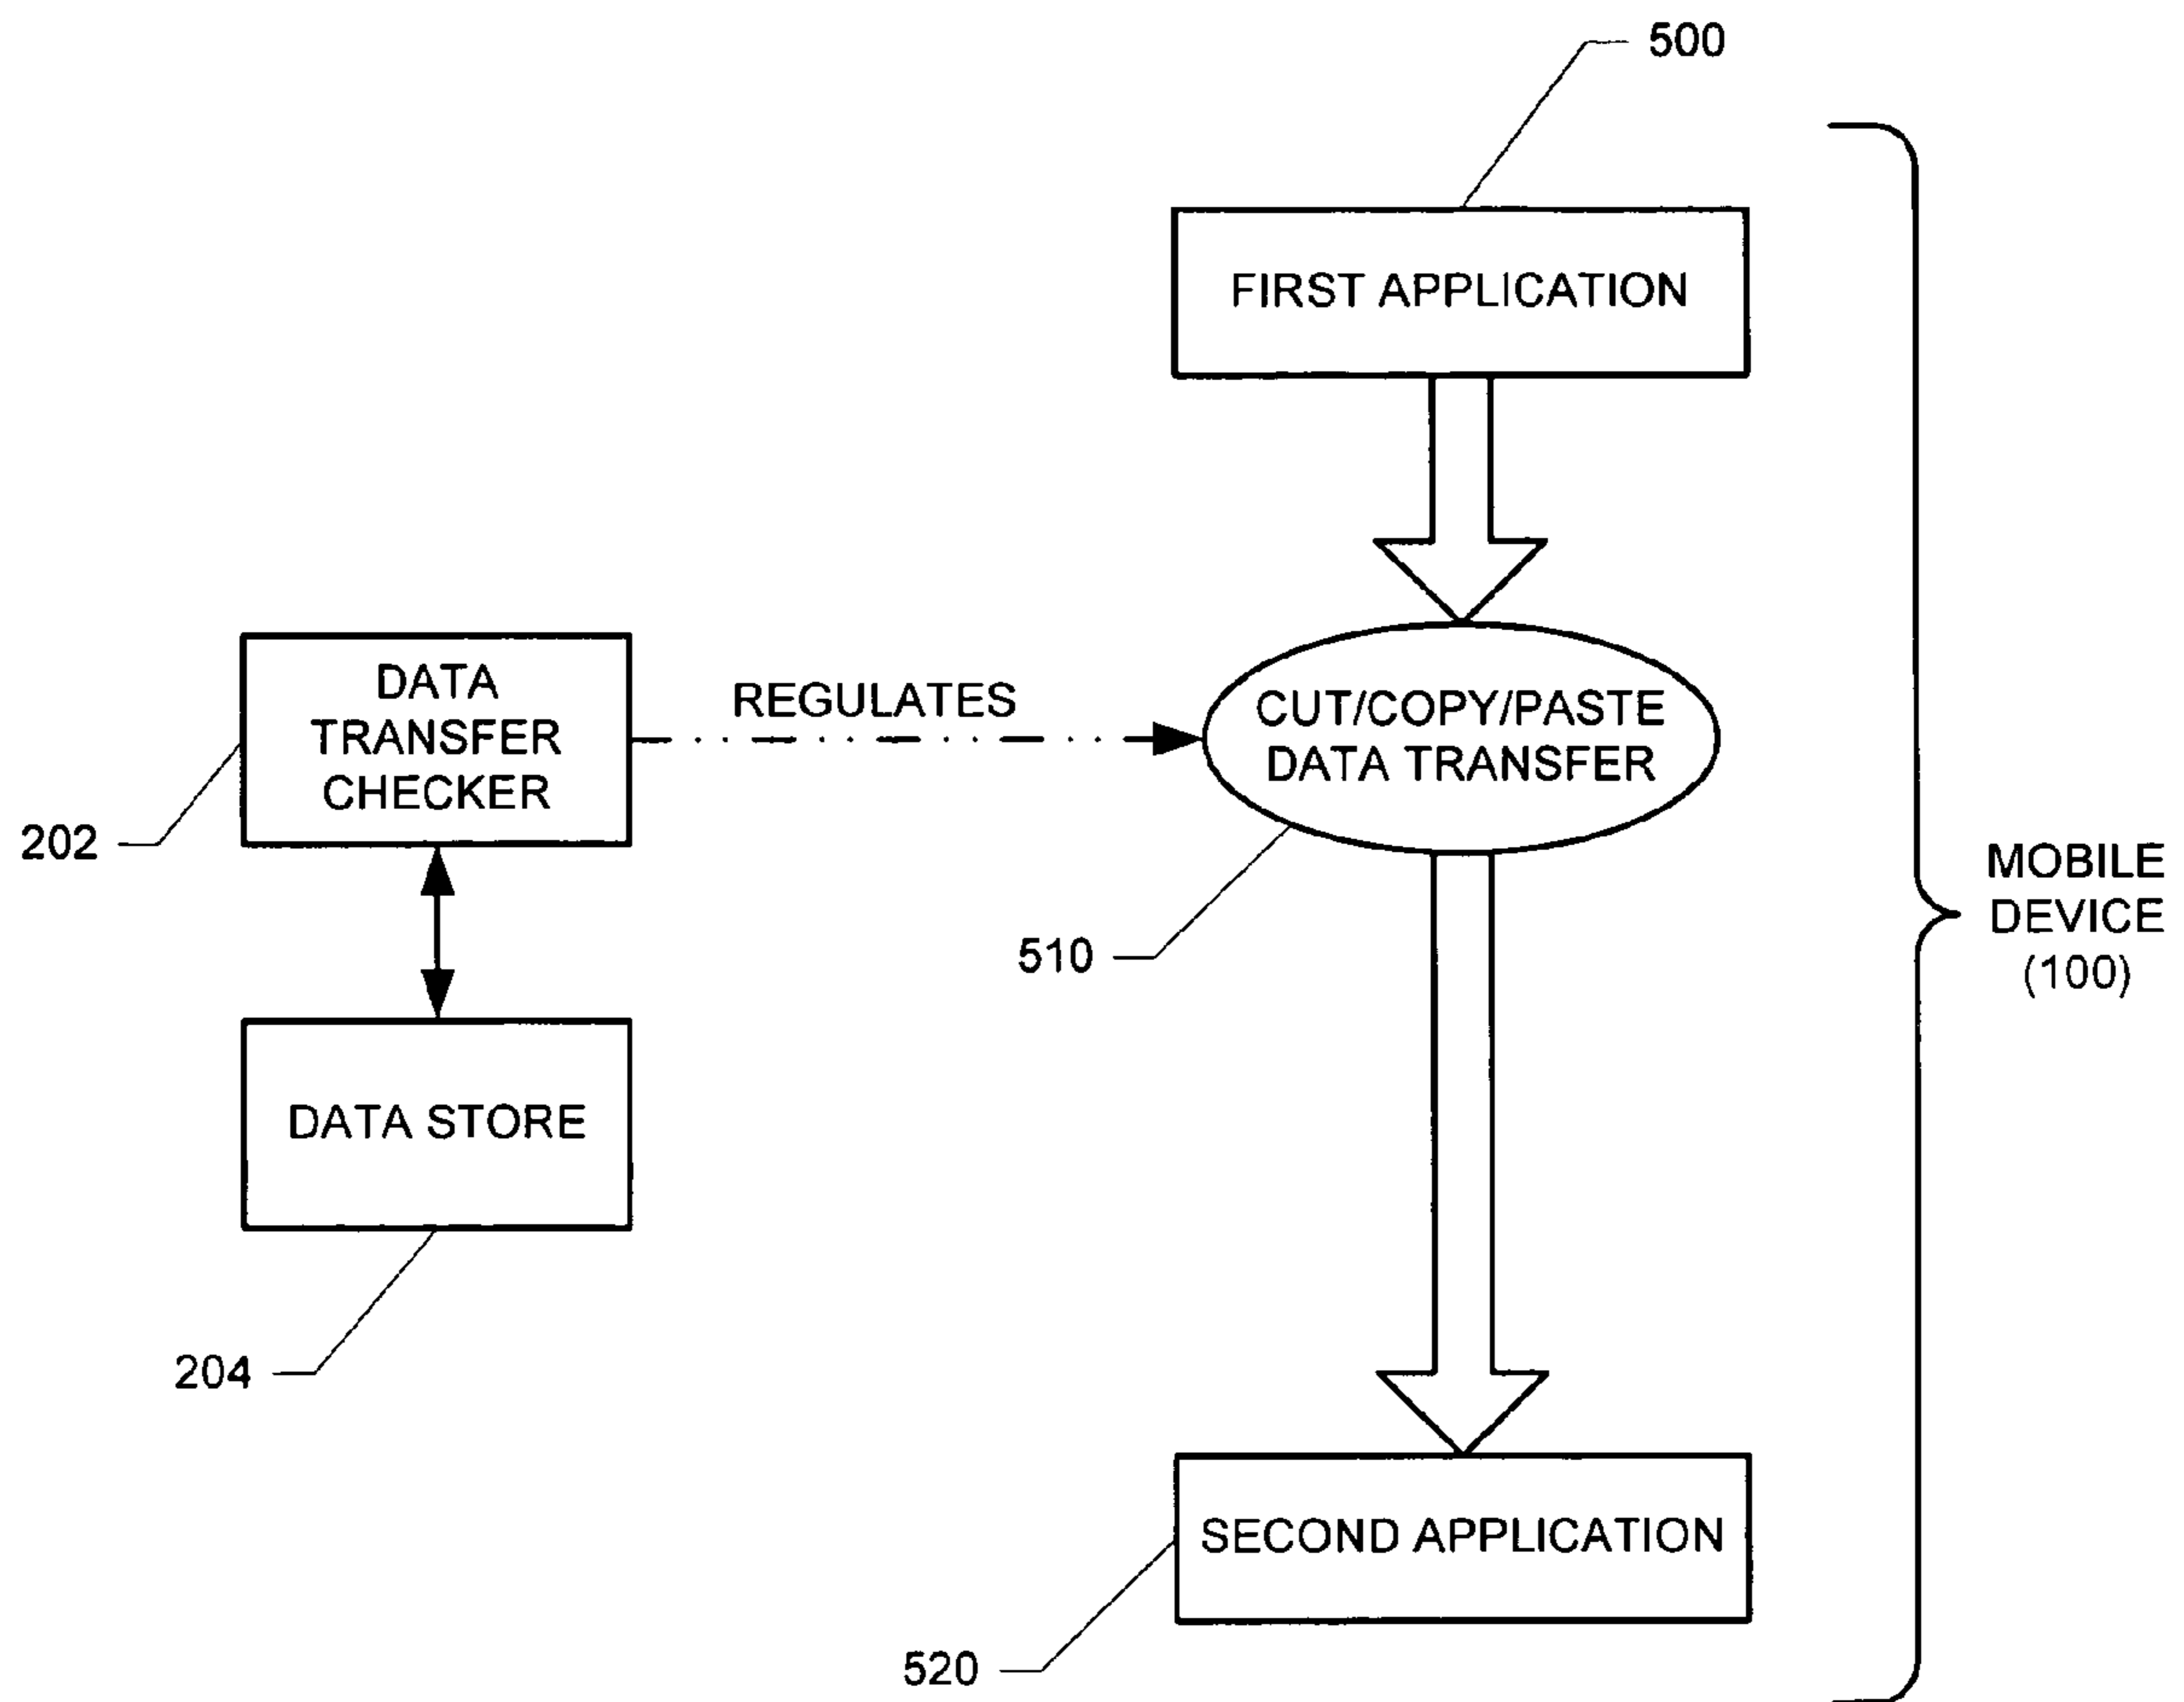 500
FIRST APPLICATION
DATA
TRANSFER
CHECKER
REGULATES
CUT/COPY/PASTE
DATA TRANSFER
202
510
MOBILE
DEVICE
(100)
DATA STORE
204
SECOND APPLICATION
520